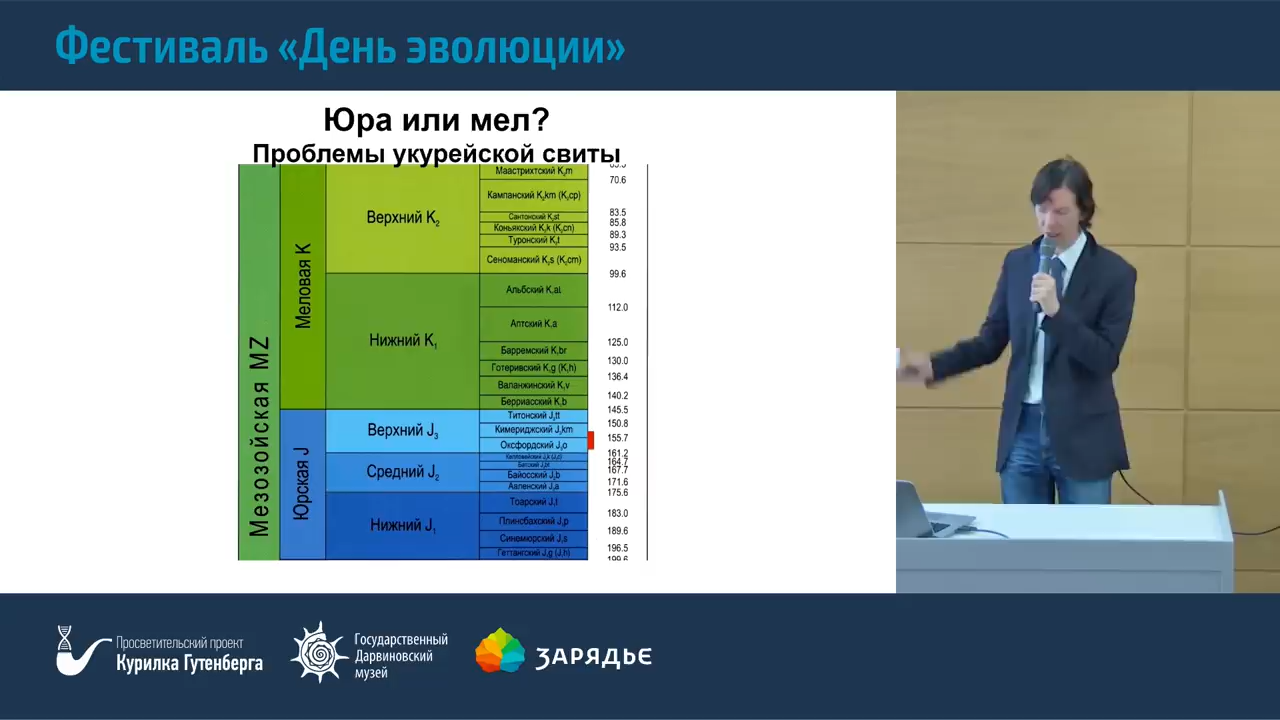 Фестиваль «День эволюции»
Юра или мел?
Проблемы укурейской свиты
Мезозойская MZ
Меловая K
Верхний K₂
Маастрихтский K₂m
70.6
Кампанский K₂km (K₂cp)
83.5
Сантонский K₂st
85.8
Коньякский K₂k (K₂cn)
89.3
Туронский K₂t
93.5
Сеноманский K₂s (K₂cm)
99.6
Нижний K₁
Альбский K₁al
112.0
Аптский K₁a
125.0
Барремский K₁br
130.0
Готеривский K₁g (K₁h)
136.4
Валанжинский K₁v
140.2
Берриасский K₁b
145.5
Юрская J
Верхний J₃
Титонский J₃tt
150.8
Кимериджский J₃km
155.7
Оксфордский J₃o
161.2
Средний J₂
164.7
167.7
Байосский J₂b
171.6
Ааленский J₂a
175.6
Нижний J₁
Тоарский J₁t
183.0
Плинсбахский J₁p
189.6
Синемюрский J₁s
196.5
Геттангский J₁g (J₁h)
199.6
Просветительский проект
Курилка Гутенберга
Государственный
Дарвиновский
музей
ЗАРЯДЬЕ